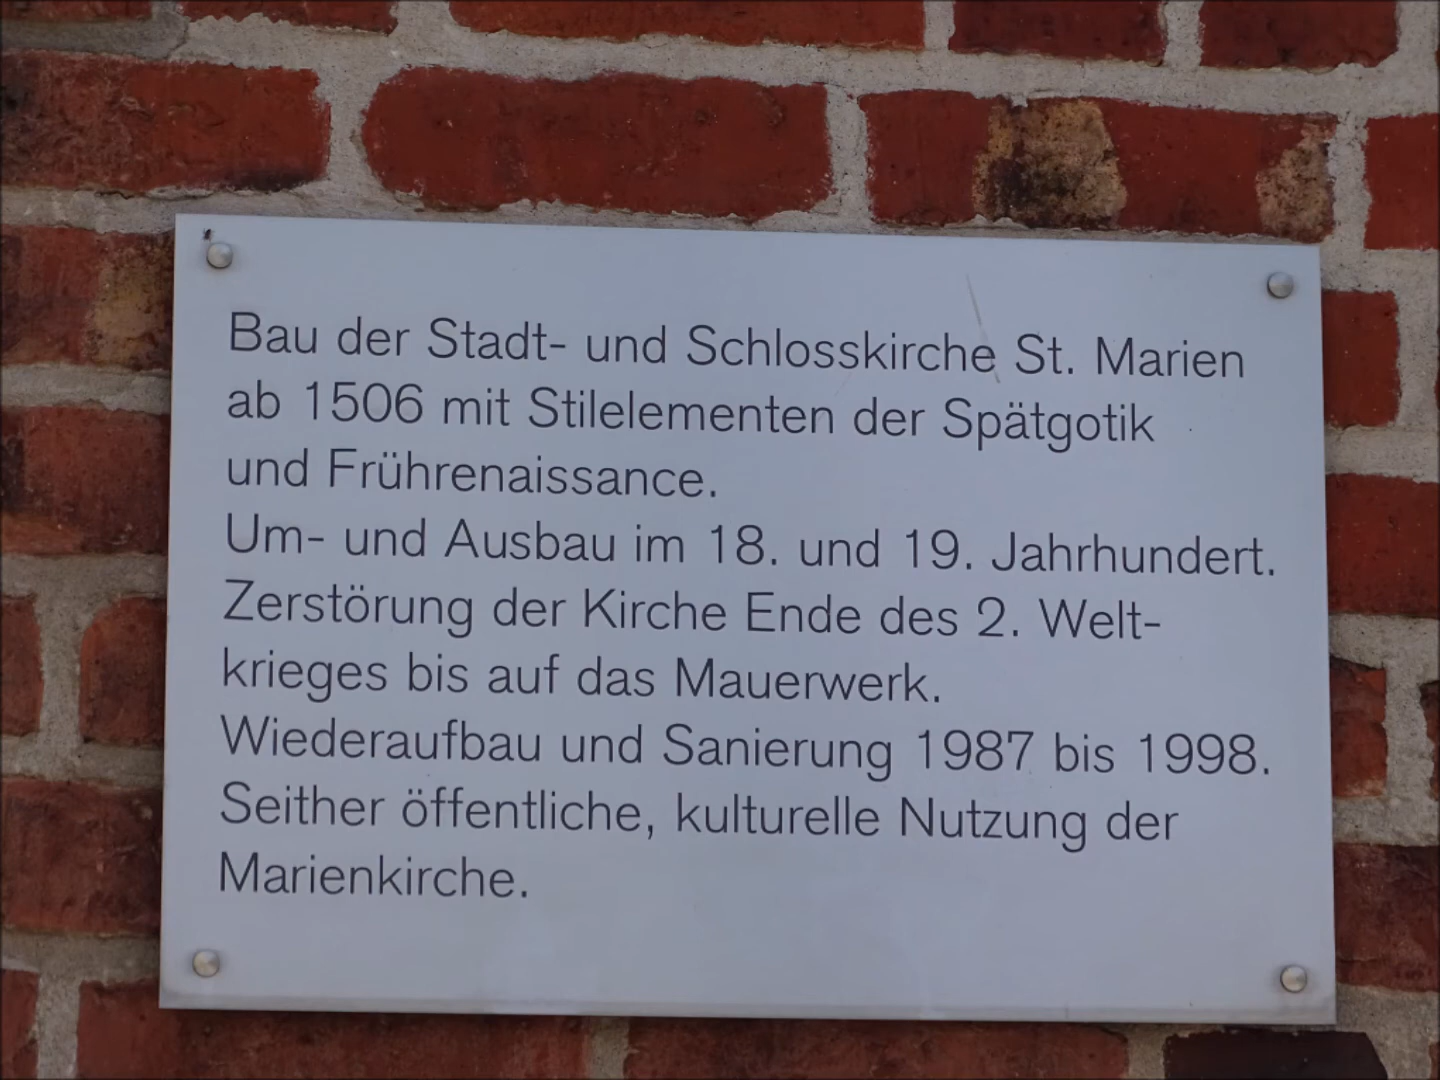 Bau der Stadt- und Schlosskirche St. Marien
ab 1506 mit Stilelementen der Spätgotik
und Frührenaissance.
Um- und Ausbau im 18. und 19. Jahrhundert.
Zerstörung der Kirche Ende des 2. Welt-
krieges bis auf das Mauerwerk.
Wiederaufbau und Sanierung 1987 bis 1998.
Seither öffentliche, kulturelle Nutzung der
Marienkirche.